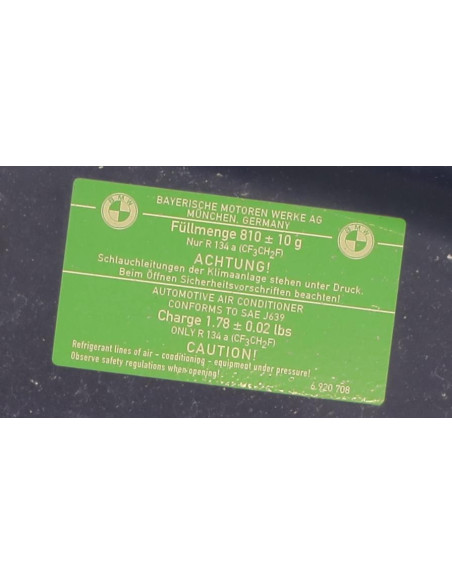 BAYERISCHE MOTOREN WERKE AG
MÜNCHEN, GERMANY
Füllmenge 810 ± 10 g
Nur R 134 a (CF₃CH₂F)
ACHTUNG!
Schlauchleitungen der Klimaanlage stehen unter Druck.
Beim Öffnen Sicherheitsvorschriften beachten!
AUTOMOTIVE AIR CONDITIONER
CONFORMS TO SAE J639
Charge 1.78 ± 0.02 lbs
ONLY R 134 a (CF₃CH₂F)
CAUTION!
Refrigerant lines of air - conditioning - equipment under pressure!
Observe safety regulations when opening!
6 920 708